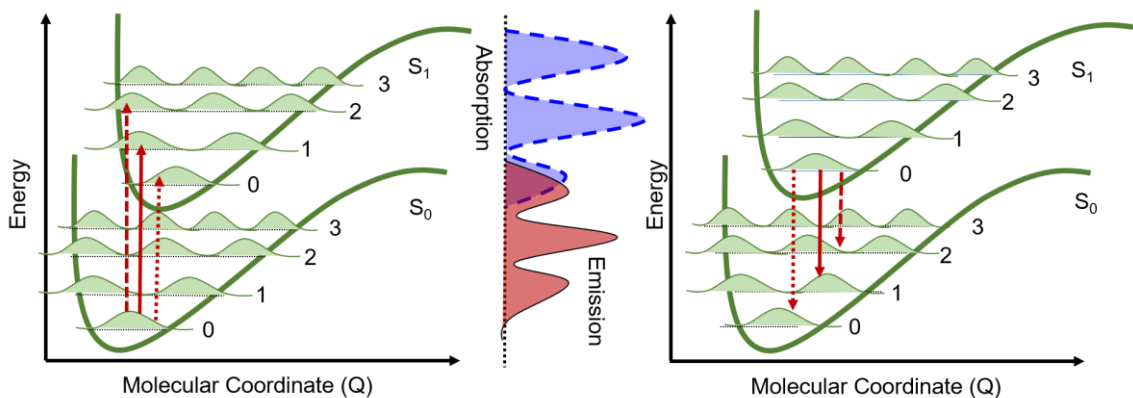 Energy
S1
3
2
1
0
S0
3
2
1
0
Molecular Coordinate (Q)
Absorption
Emission
Energy
S1
3
2
1
0
S0
3
2
1
0
Molecular Coordinate (Q)